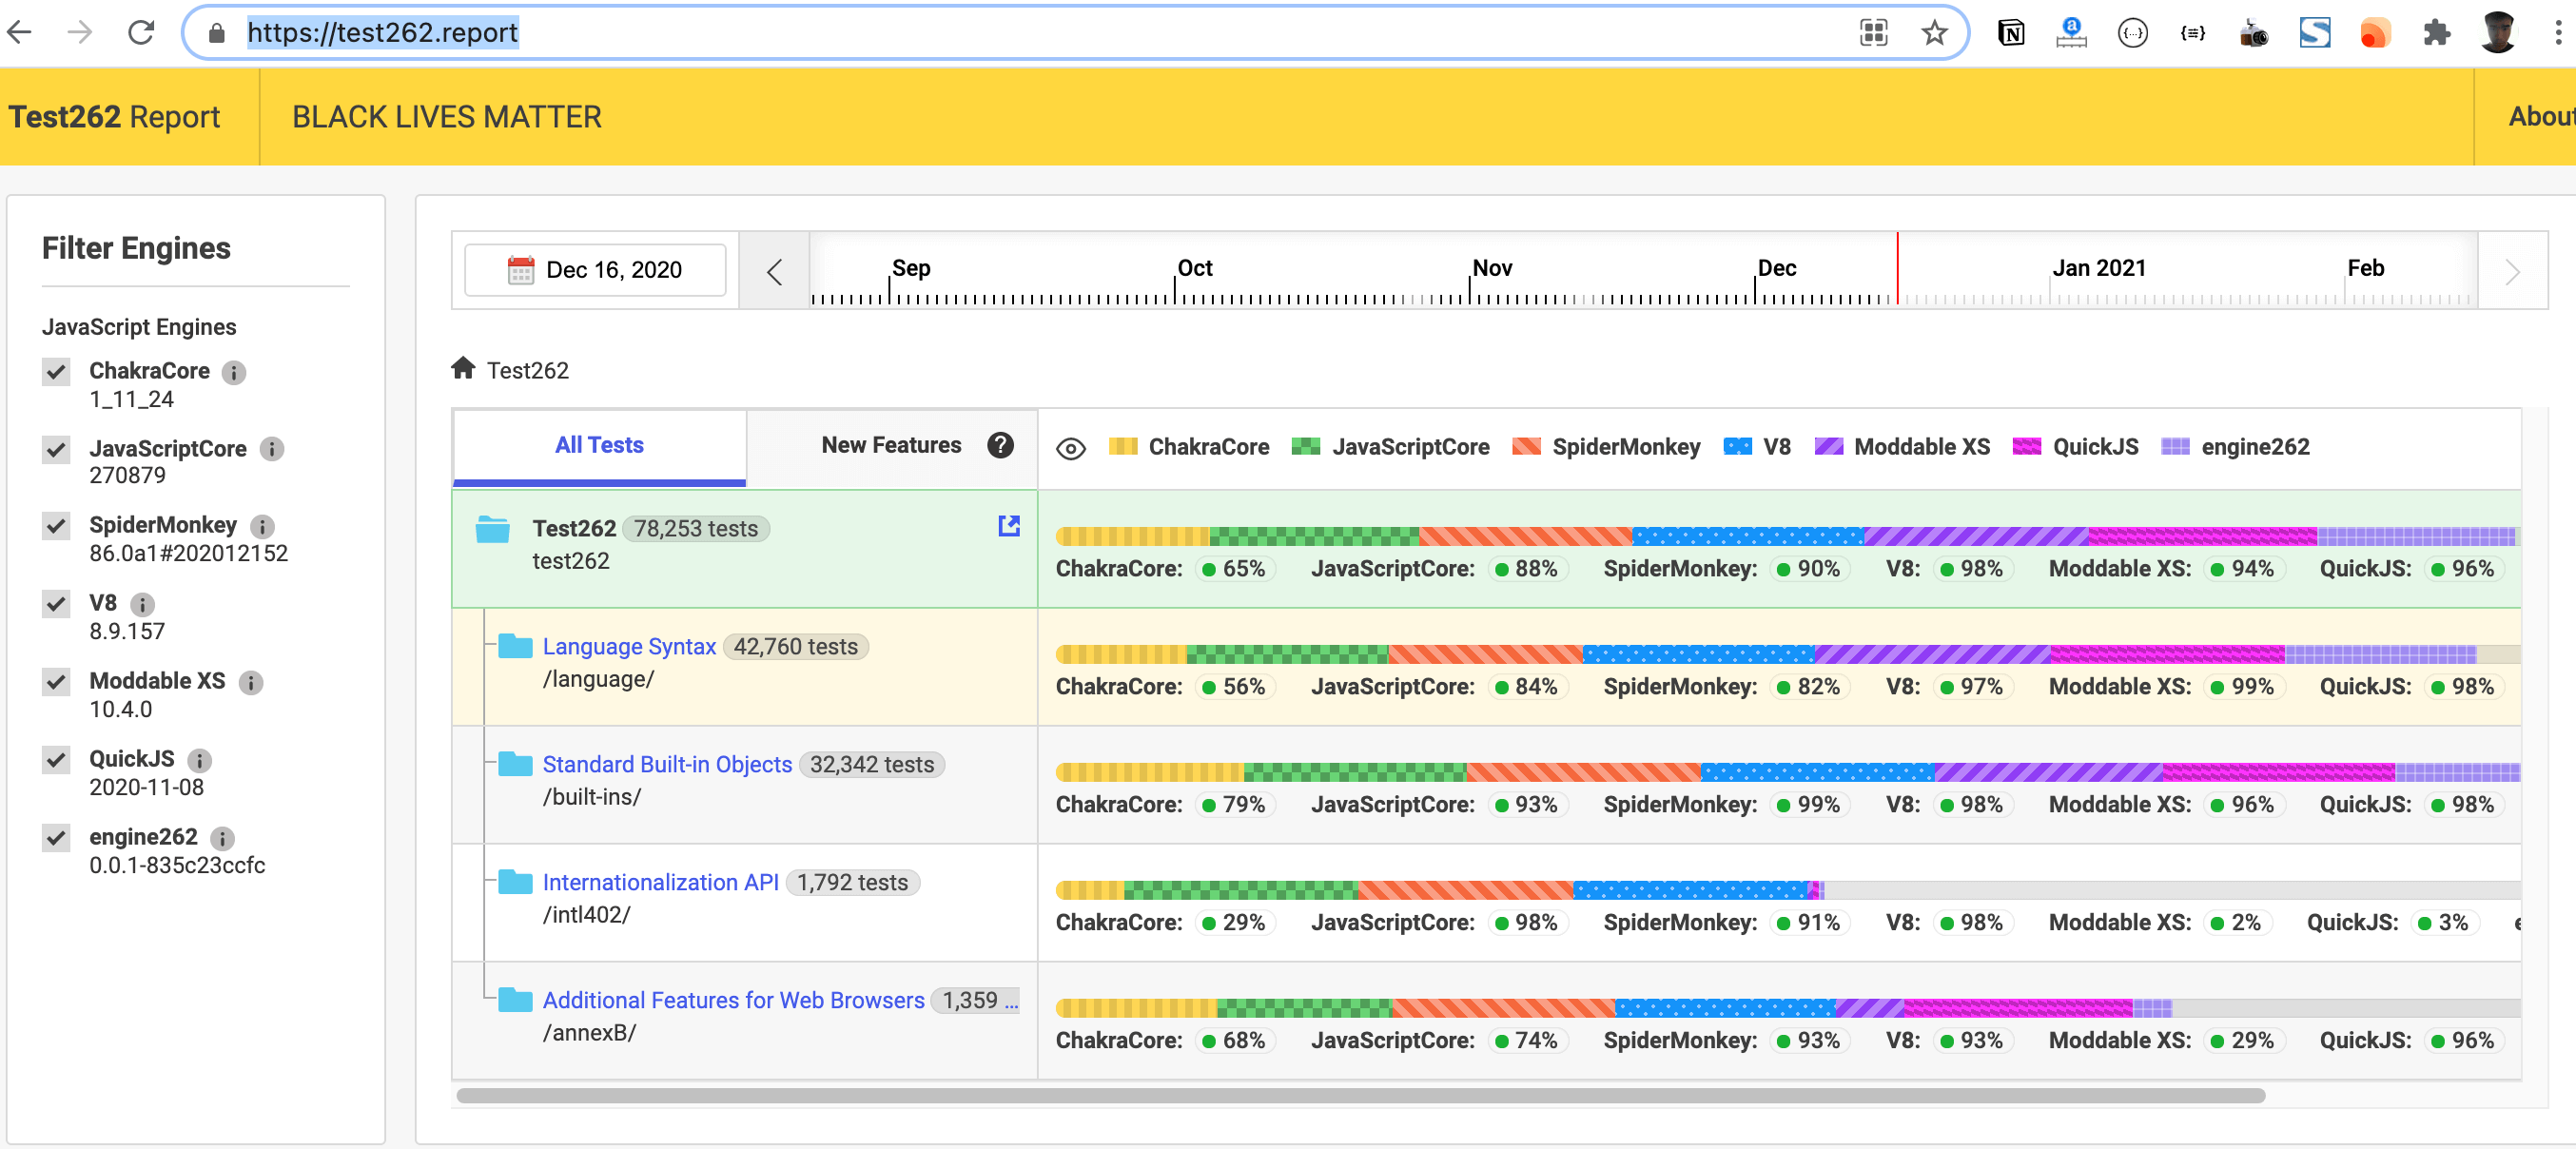 https://test262.report
Test262 Report
BLACK LIVES MATTER
About
Filter Engines
JavaScript Engines
ChakraCore
1_11_24
JavaScriptCore
270879
SpiderMonkey
86.0a1#202012152
V8
8.9.157
Moddable XS
10.4.0
QuickJS
2020-11-08
engine262
0.0.1-835c23ccfc
Dec 16, 2020
Sep Oct Nov Dec Jan 2021 Feb
Test262
All Tests New Features ?
ChakraCore JavaScriptCore SpiderMonkey V8 Moddable XS QuickJS engine262
Test262 78,253 tests
test262
ChakraCore: 65% JavaScriptCore: 88% SpiderMonkey: 90% V8: 98% Moddable XS: 94% QuickJS: 96%
Language Syntax 42,760 tests
/language/
ChakraCore: 56% JavaScriptCore: 84% SpiderMonkey: 82% V8: 97% Moddable XS: 99% QuickJS: 98%
Standard Built-in Objects 32,342 tests
/built-ins/
ChakraCore: 79% JavaScriptCore: 93% SpiderMonkey: 99% V8: 98% Moddable XS: 96% QuickJS: 98%
Internationalization API 1,792 tests
/intl402/
ChakraCore: 29% JavaScriptCore: 98% SpiderMonkey: 91% V8: 98% Moddable XS: 2% QuickJS: 3%
Additional Features for Web Browsers 1,359 ...
/annexB/
ChakraCore: 68% JavaScriptCore: 74% SpiderMonkey: 93% V8: 93% Moddable XS: 29% QuickJS: 96%